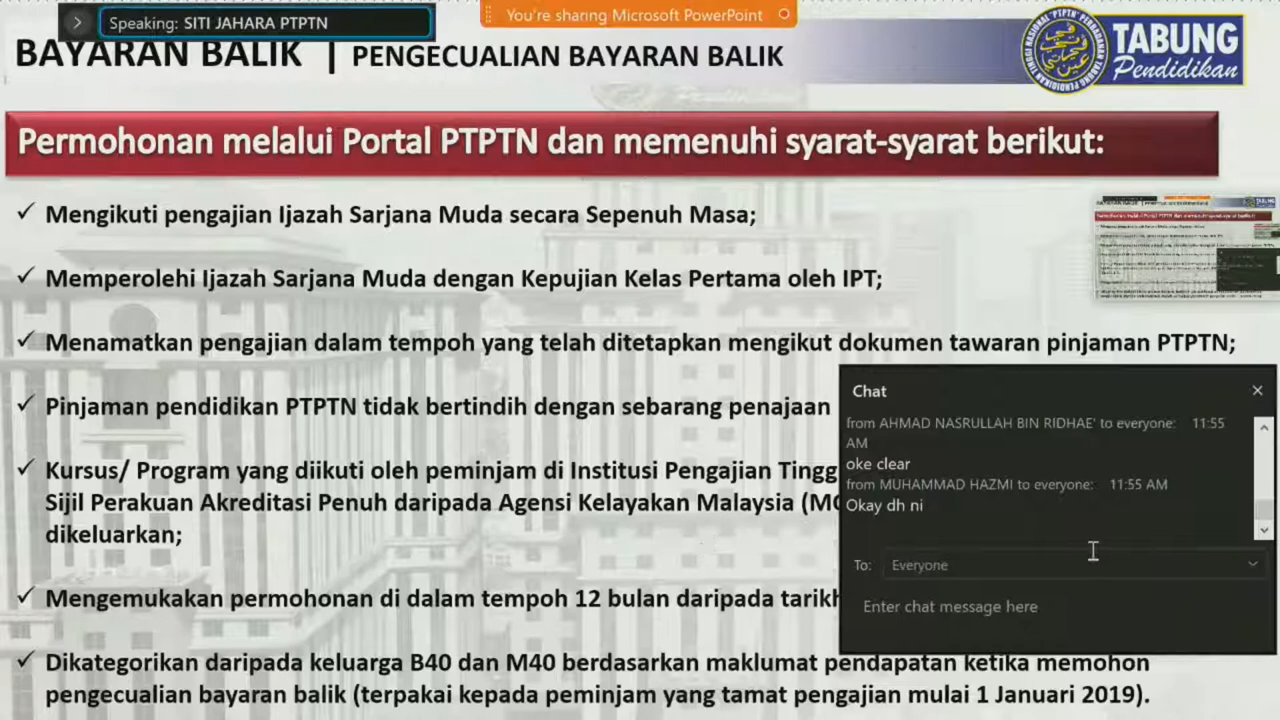 Speaking: SITI JAHARA PTPTN
You're sharing Microsoft PowerPoint
BAYARAN BALIK | PENGECUALIAN BAYARAN BALIK
TABUNG
Pendidikan
Permohonan melalui Portal PTPTN dan memenuhi syarat-syarat berikut:
✓ Mengikuti pengajian Ijazah Sarjana Muda secara Sepenuh Masa;
✓ Memperolehi Ijazah Sarjana Muda dengan Kepujian Kelas Pertama oleh IPT;
✓ Menamatkan pengajian dalam tempoh yang telah ditetapkan mengikut dokumen tawaran pinjaman PTPTN;
✓ Pinjaman pendidikan PTPTN tidak bertindih dengan sebarang penajaan
✓ Kursus/ Program yang diikuti oleh peminjam di Institusi Pengajian Tingg
Sijil Perakuan Akreditasi Penuh daripada Agensi Kelayakan Malaysia (MQ
dikeluarkan;
✓ Mengemukakan permohonan di dalam tempoh 12 bulan daripada tarikh
✓ Dikategorikan daripada keluarga B40 dan M40 berdasarkan maklumat pendapatan ketika memohon
pengecualian bayaran balik (terpakai kepada peminjam yang tamat pengajian mulai 1 Januari 2019).
Chat
from AHMAD NASRULLAH BIN RIDHAE' to everyone: 11:55
AM
oke clear
from MUHAMMAD HAZMI to everyone: 11:55 AM
Okay dh ni
To: Everyone
Enter chat message here